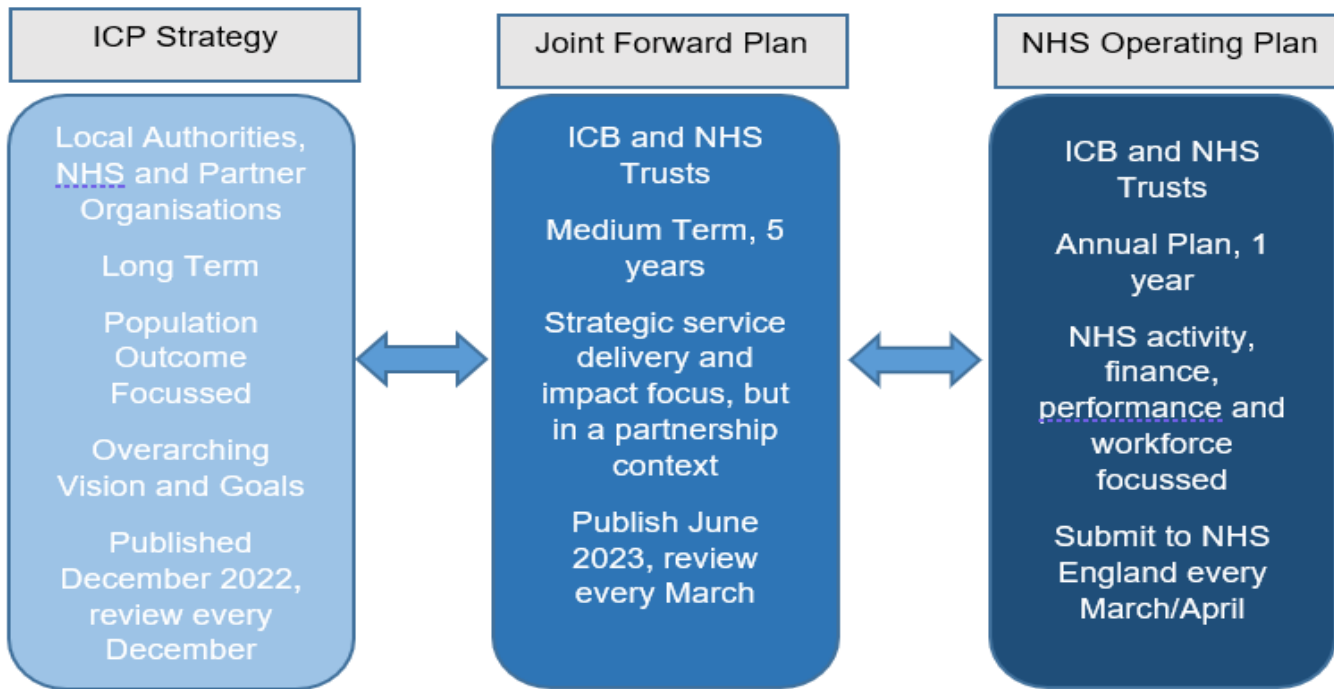 ICP Strategy
Local Authorities,
NHS and Partner
Organisations
Long Term
Population
Outcome
Focussed
Overarching
Vision and Goals
Published
December 2022,
review every
December
Joint Forward Plan
ICB and NHS
Trusts
Medium Term, 5
years
Strategic service
delivery and
impact focus, but
in a partnership
context
Publish June
2023, review
every March
NHS Operating Plan
ICB and NHS
Trusts
Annual Plan, 1
year
NHS activity,
finance,
performance and
workforce
focussed
Submit to NHS
England every
March/April